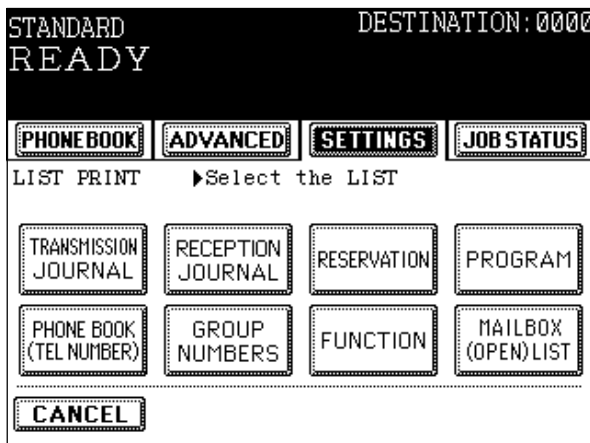 STANDARD DESTINATION:0000
READY
PHONE BOOK ADVANCED SETTINGS JOB STATUS
LIST PRINT ▶Select the LIST
TRANSMISSION JOURNAL RECEPTION JOURNAL RESERVATION PROGRAM
PHONE BOOK (TEL NUMBER) GROUP NUMBERS FUNCTION MAILBOX (OPEN) LIST
CANCEL